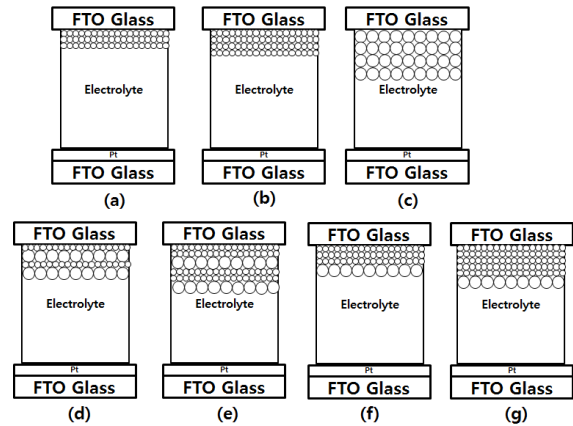 FTO Glass FTO Glass FTO Glass
Electrolyte Electrolyte Electrolyte
Pt Pt Pt
FTO Glass FTO Glass FTO Glass
(a) (b) (c)
FTO Glass FTO Glass FTO Glass FTO Glass
Electrolyte Electrolyte Electrolyte Electrolyte
Pt Pt Pt Pt
FTO Glass FTO Glass FTO Glass FTO Glass
(d) (e) (f) (g)